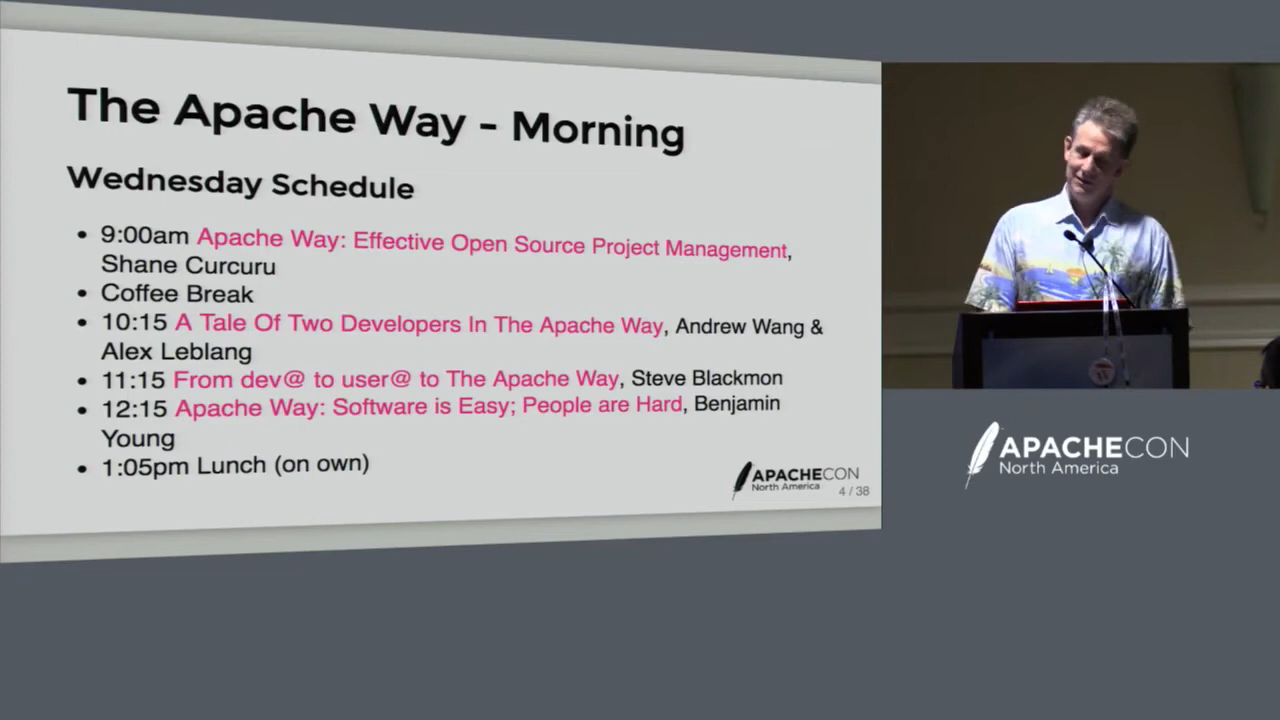 The Apache Way - Morning
Wednesday Schedule
• 9:00am Apache Way: Effective Open Source Project Management,
Shane Curcuru
• Coffee Break
• 10:15 A Tale Of Two Developers In The Apache Way, Andrew Wang &
Alex Leblang
• 11:15 From dev@ to user@ to The Apache Way, Steve Blackmon
• 12:15 Apache Way: Software is Easy; People are Hard, Benjamin
Young
• 1:05pm Lunch (on own)
APACHECON
North America
4 / 38
APACHECON
North America